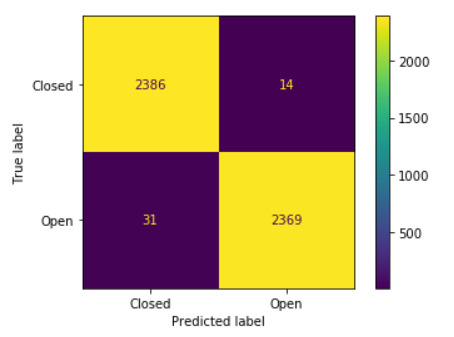 2000
Closed 2386 14
1500
True label
1000
Open 31 2369
500
Closed Open
Predicted label